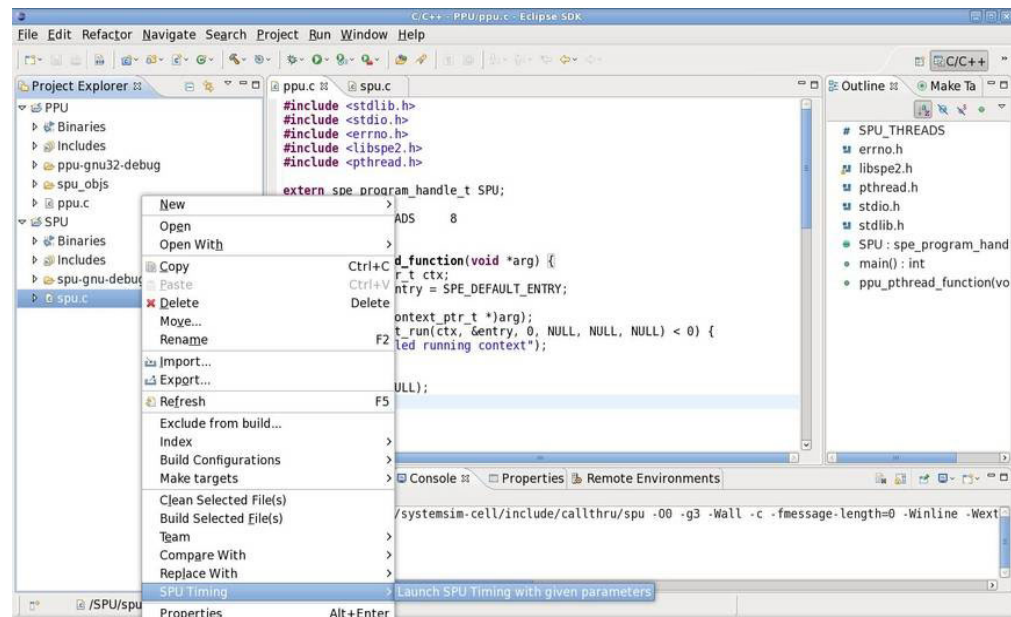 C/C++ - PPU/ppu.c - Eclipse SDK
File Edit Refactor Navigate Search Project Run Window Help
C/C++
Project Explorer
PPU
Binaries
Includes
ppu-gnu32-debug
spu_objs
ppu.c
SPU
Binaries
Includes
spu-gnu-debug
spu.c
ppu.c
spu.c
#include <stdlib.h>
#include <stdio.h>
#include <errno.h>
#include <libspe2.h>
#include <pthread.h>
extern spe_program_handle_t SPU;
ADS 8
d_function(void *arg) {
r_t ctx;
ntry = SPE_DEFAULT_ENTRY;
ontext_ptr_t *)arg);
t_run(ctx, &entry, 0, NULL, NULL, NULL) < 0) {
led running context");
ULL);
New
Open
Open With
Copy Ctrl+C
Paste Ctrl+V
Delete Delete
Move...
Rename F2
Import...
Export...
Refresh F5
Exclude from build...
Index
Build Configurations
Make targets
Clean Selected File(s)
Build Selected File(s)
Team
Compare With
Replace With
SPU Timing
Launch SPU Timing with given parameters
Properties Alt+Enter
Outline
Make Ta
SPU_THREADS
errno.h
libspe2.h
pthread.h
stdio.h
stdlib.h
SPU : spe_program_hand
main() : int
ppu_pthread_function(vo
Console
Properties
Remote Environments
/systemsim-cell/include/callthru/spu -O0 -g3 -Wall -c -fmessage-length=0 -Winline -Wext
/SPU/spu